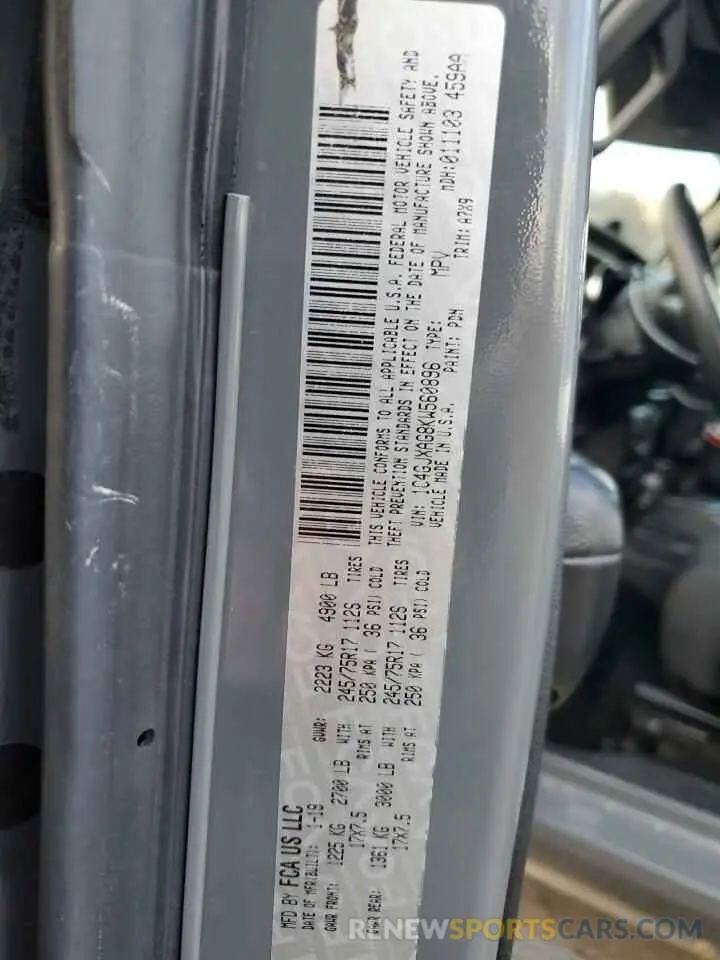 MFD BY FCA US LLC
DATE OF MFR(BUILT): 1-19 GVWR: 2223 KG 4900 LB
GAWR FRONT: 1225 KG 2700 LB WITH 245/75R17 112S TIRES
17X7.5 RIMS AT 250 KPA ( 36 PSI) COLD
GAWR REAR: 1361 KG 3000 LB WITH 245/75R17 112S TIRES
17X7.5 RIMS AT 250 KPA ( 36 PSI) COLD
THIS VEHICLE CONFORMS TO ALL APPLICABLE U.S.A. FEDERAL MOTOR VEHICLE SAFETY AND
THEFT PREVENTION STANDARDS IN EFFECT ON THE DATE OF MANUFACTURE SHOWN ABOVE.
VIN: 1C4GJXAG8KW560896 TYPE: MPV MDH:011103 459AA
VEHICLE MADE IN U.S.A. PAINT: PDN TRIM: A7X9
RENEWSPORTCARS.COM